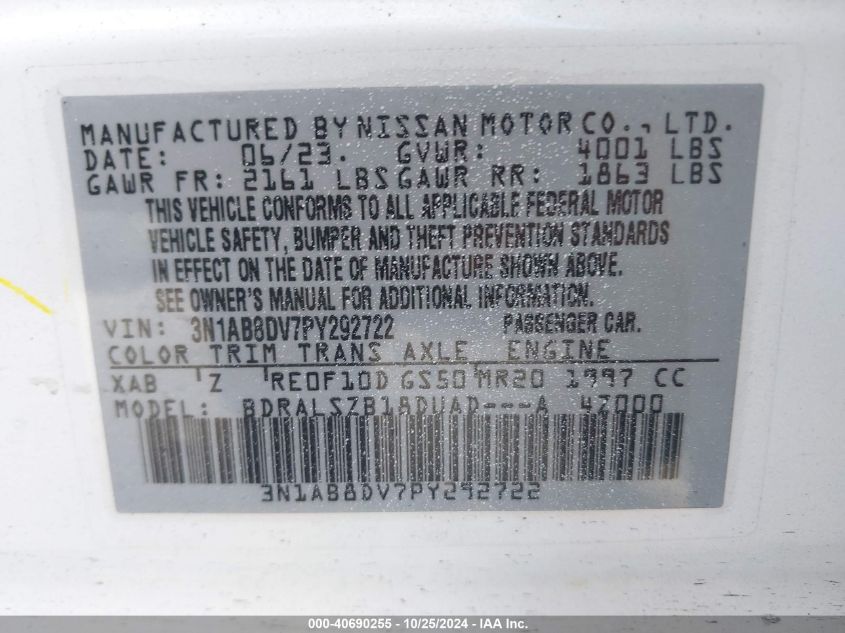 MANUFACTURED BY NISSAN MOTOR CO., LTD.
DATE: 06/23. GVWR: 4001 LBS
GAWR FR: 2161 LBS GAWR RR: 1863 LBS
THIS VEHICLE CONFORMS TO ALL APPLICABLE FEDERAL MOTOR
VEHICLE SAFETY, BUMPER AND THEFT PREVENTION STANDARDS
IN EFFECT ON THE DATE OF MANUFACTURE SHOWN ABOVE.
SEE OWNER'S MANUAL FOR ADDITIONAL INFORMATION.
VIN: 3N1AB8DV7PY292722 PASSENGER CAR.
COLOR TRIM TRANS AXLE ENGINE
XAB Z RE0F10D GS50 MR20 1997 CC
MODEL: BDRALSZB18DUAD---A 47000
3N1AB8DV7PY292722
000-40690255 - 10/25/2024 - IAA Inc.